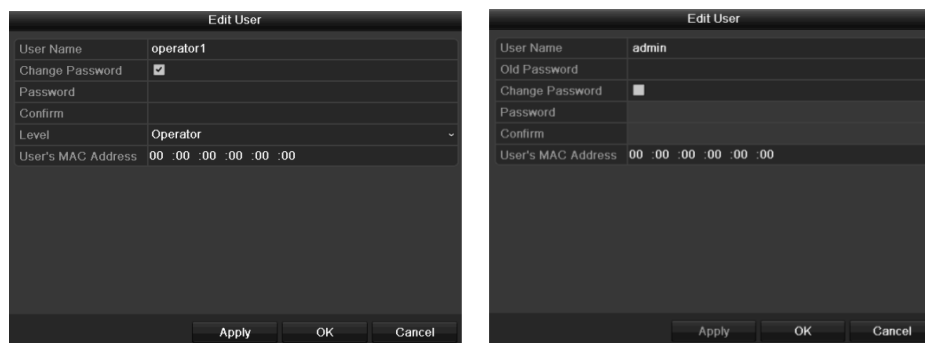 Edit User
User Name operator1
Change Password
Password
Confirm
Level Operator
User's MAC Address 00 :00 :00 :00 :00 :00
Apply OK Cancel
Edit User
User Name admin
Old Password
Change Password
Password
Confirm
User's MAC Address 00 :00 :00 :00 :00 :00
Apply OK Cancel